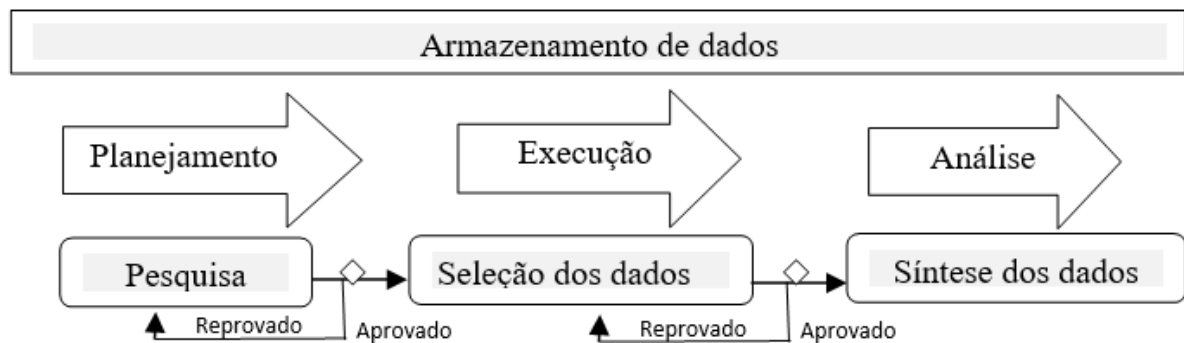 Armazenamento de dados
Planejamento
Execução
Análise
Pesquisa
Seleção dos dados
Síntese dos dados
Reprovado
Aprovado
Reprovado
Aprovado